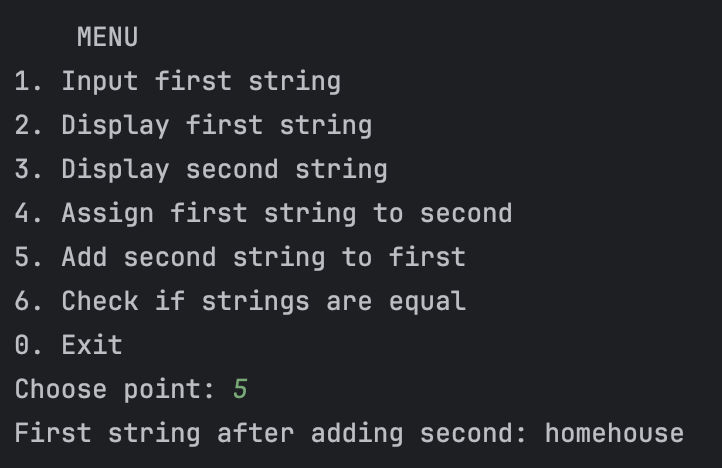 MENU
1. Input first string
2. Display first string
3. Display second string
4. Assign first string to second
5. Add second string to first
6. Check if strings are equal
0. Exit
Choose point: 5
First string after adding second: homehouse